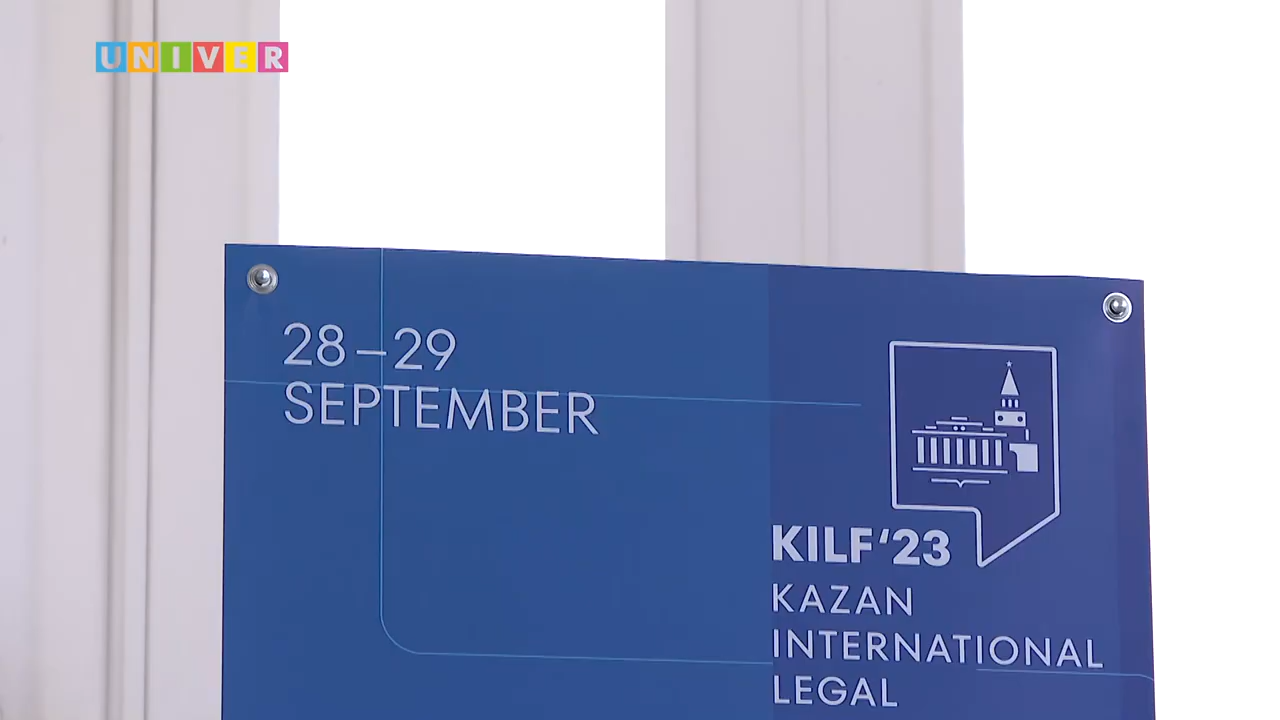 UNIVER
28–29
SEPTEMBER
KILF‘23
KAZAN
INTERNATIONAL
LEGAL